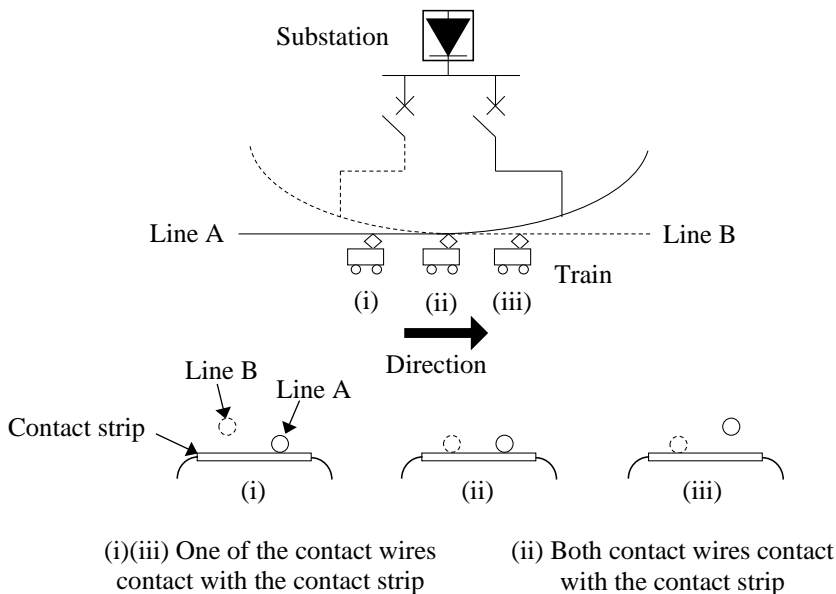 Substation
Line A
Line B
Train
(i)
(ii)
(iii)
Direction
Line B
Line A
Contact strip
(i)
(ii)
(iii)
(i)(iii) One of the contact wires
contact with the contact strip
(ii) Both contact wires contact
with the contact strip